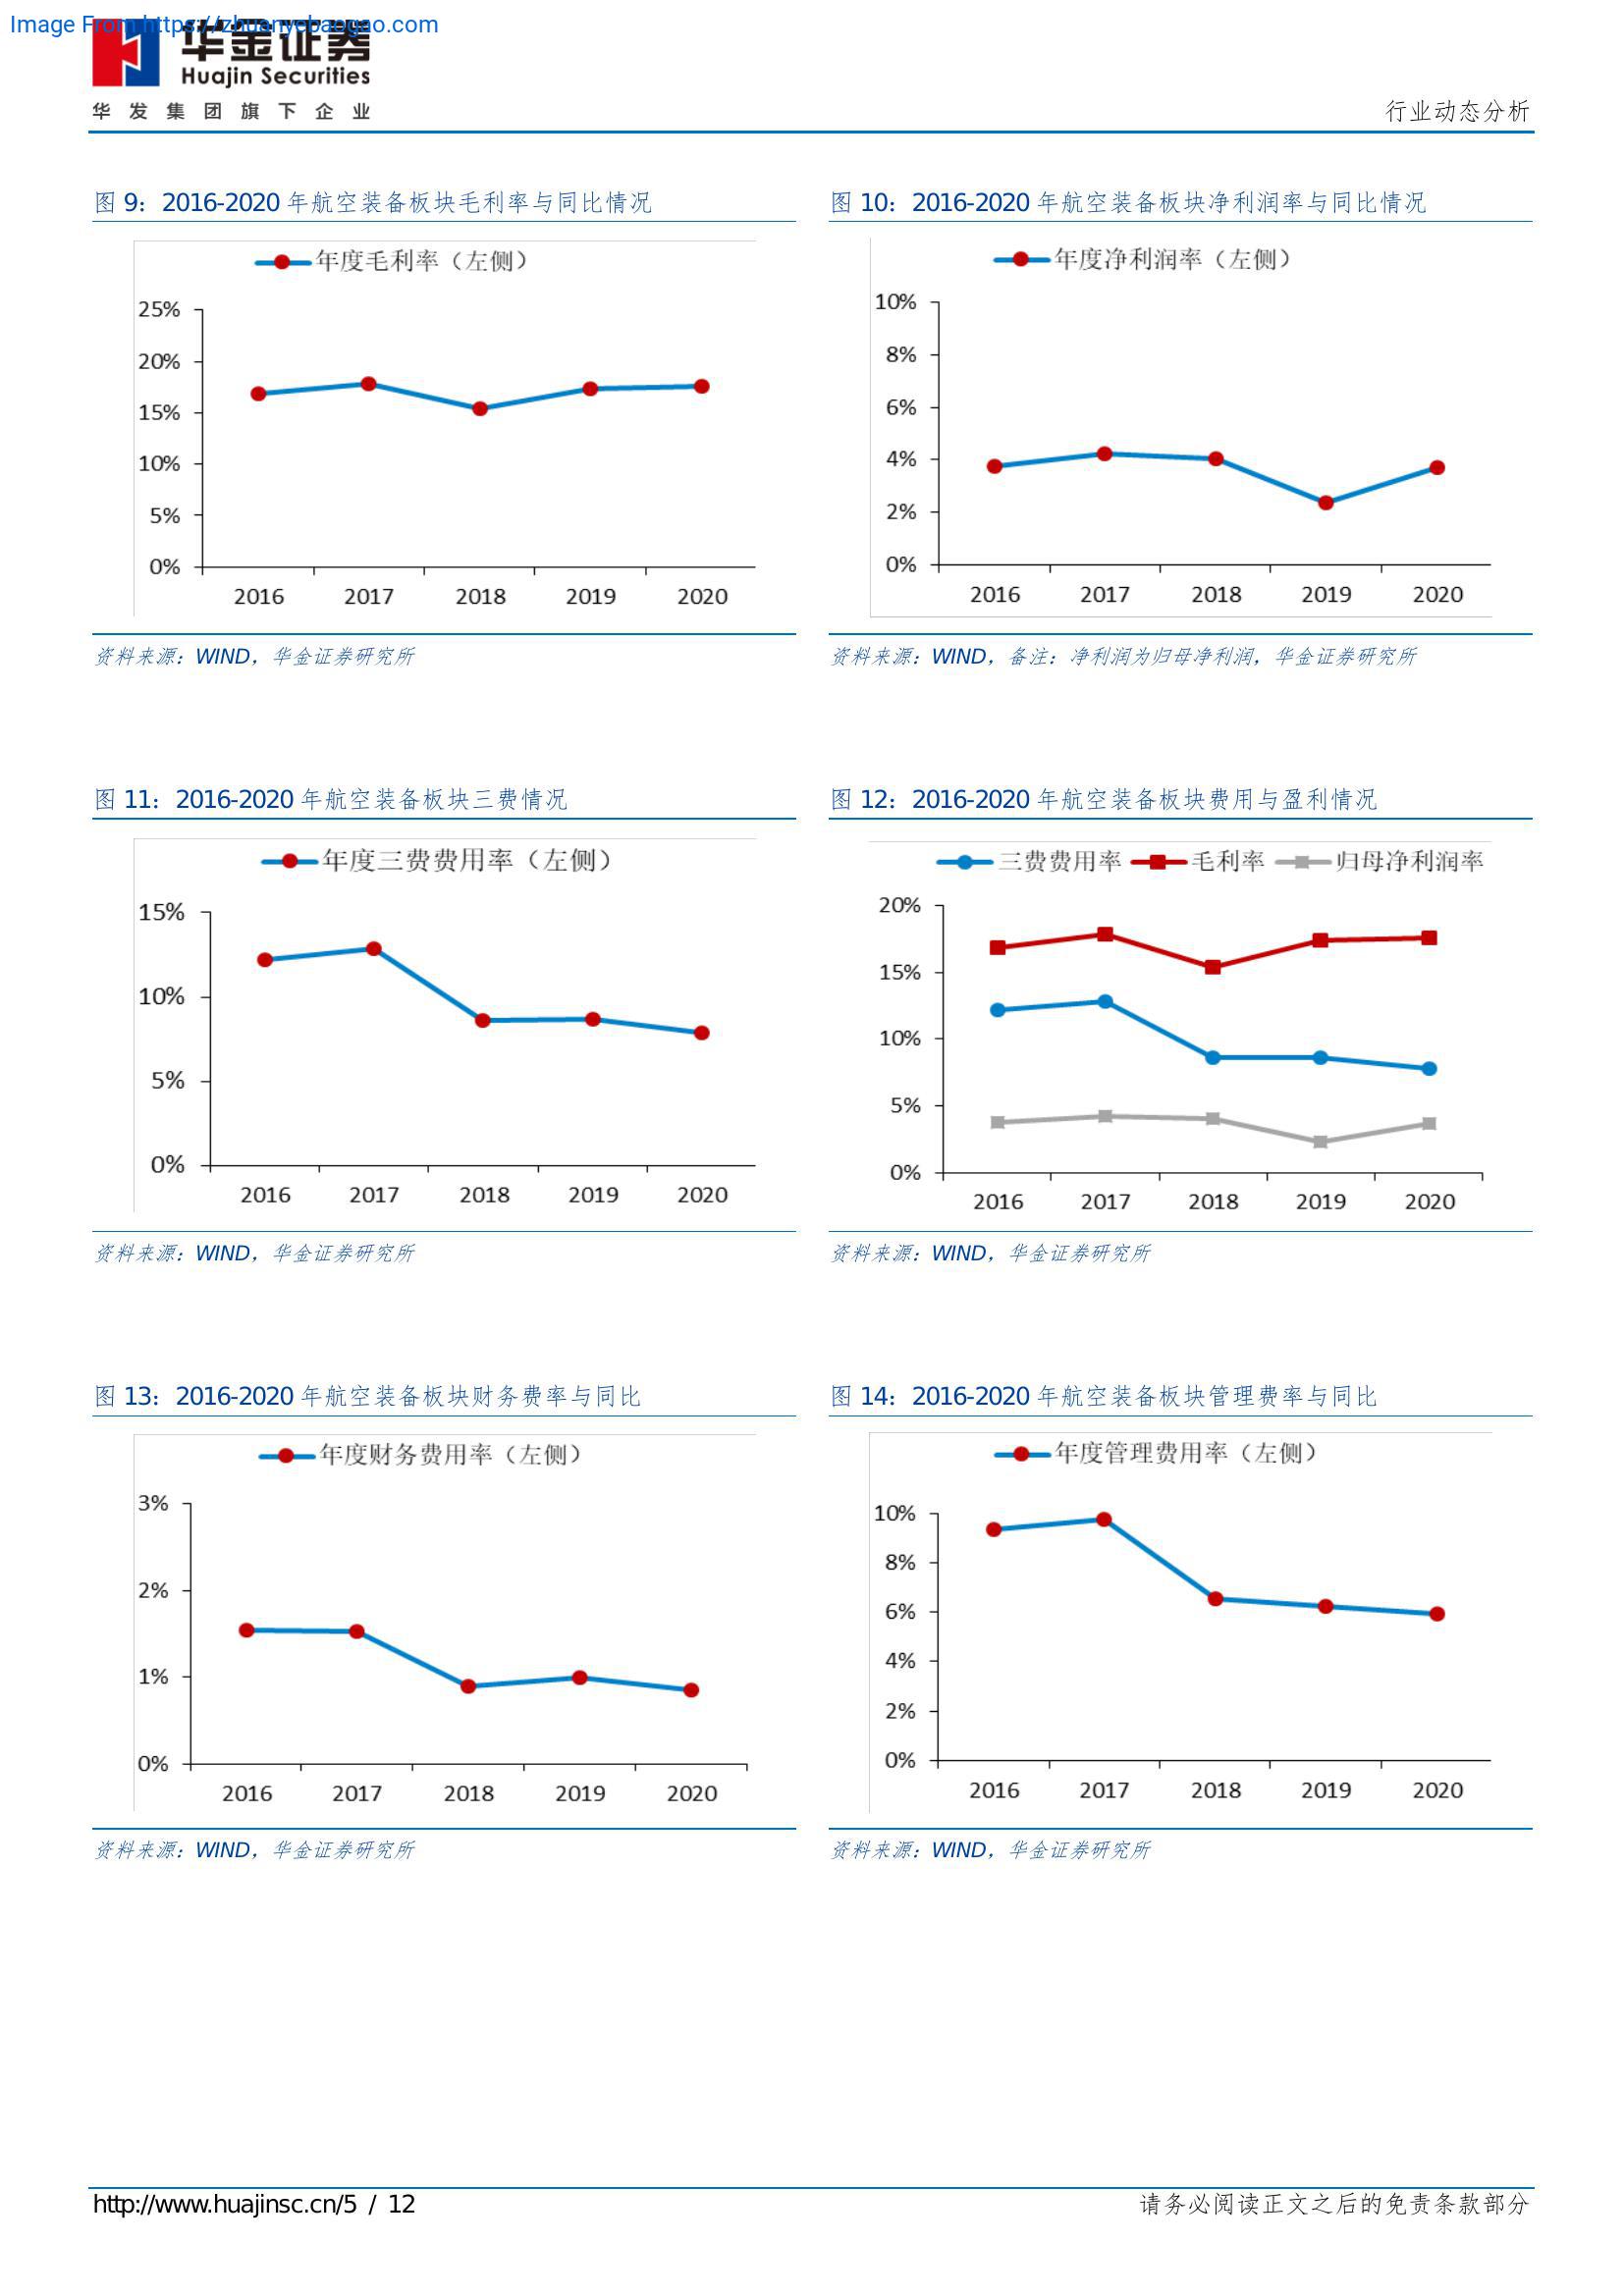 Image From https://zhuanyebaogao.com
华金证券
Huajin Securities
华发集团旗下企业
行业动态分析
图 9：2016-2020 年航空装备板块毛利率与同比情况
年度毛利率（左侧）
25%
20%
15%
10%
5%
0%
2016 2017 2018 2019 2020
资料来源：WIND，华金证券研究所
图 10：2016-2020 年航空装备板块净利润率与同比情况
年度净利润率（左侧）
10%
8%
6%
4%
2%
0%
2016 2017 2018 2019 2020
资料来源：WIND，备注：净利润为归母净利润，华金证券研究所
图 11：2016-2020 年航空装备板块三费情况
年度三费费用率（左侧）
15%
10%
5%
0%
2016 2017 2018 2019 2020
资料来源：WIND，华金证券研究所
图 12：2016-2020 年航空装备板块费用与盈利情况
三费费用率 毛利率 归母净利润率
20%
15%
10%
5%
0%
2016 2017 2018 2019 2020
资料来源：WIND，华金证券研究所
图 13：2016-2020 年航空装备板块财务费率与同比
年度财务费用率（左侧）
3%
2%
1%
0%
2016 2017 2018 2019 2020
资料来源：WIND，华金证券研究所
图 14：2016-2020 年航空装备板块管理费率与同比
年度管理费用率（左侧）
10%
8%
6%
4%
2%
0%
2016 2017 2018 2019 2020
资料来源：WIND，华金证券研究所
http://www.huajinsc.cn/5 / 12
请务必阅读正文之后的免责条款部分